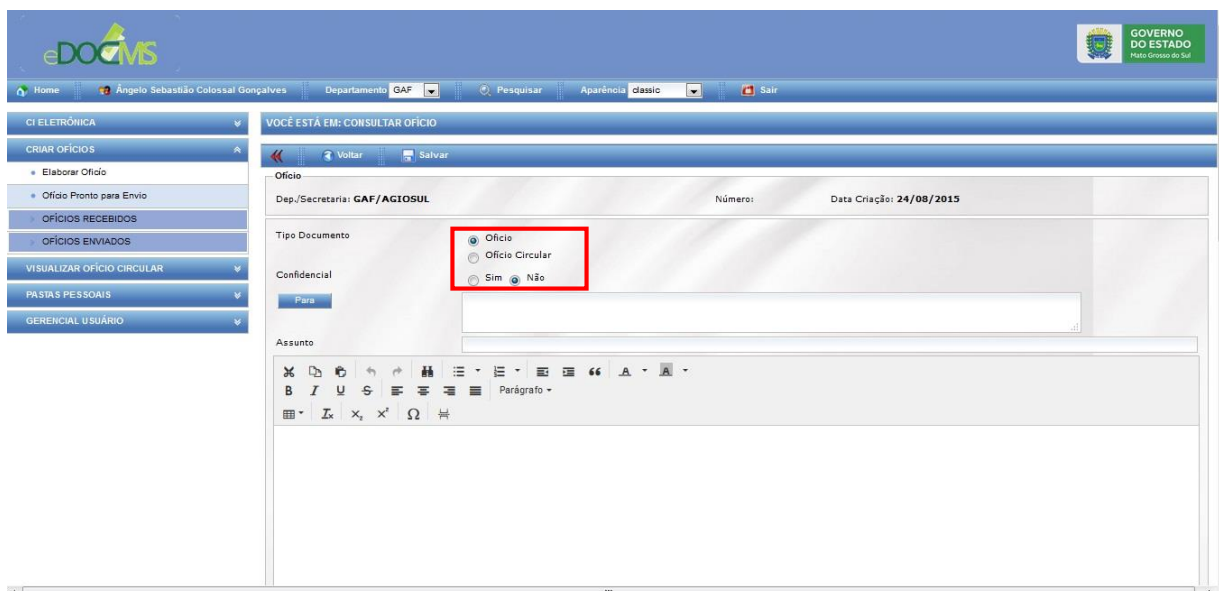 eDOCMS
GOVERNO
DO ESTADO
Mato Grosso do Sul
Home Ângelo Sebastião Colossal Gonçalves Departamento GAF Pesquisar Aparência classic Sair
CI ELETRÔNICA
CRIAR OFÍCIOS
Elaborar Ofício
Ofício Pronto para Envio
OFÍCIOS RECEBIDOS
OFÍCIOS ENVIADOS
VISUALIZAR OFÍCIO CIRCULAR
PASTAS PESSOAIS
GERENCIAL USUÁRIO
VOCÊ ESTÁ EM: CONSULTAR OFÍCIO
Voltar Salvar
Ofício
Dep./Secretaria: GAF/AGIOSUL Número: Data Criação: 24/08/2015
Tipo Documento
Ofício
Ofício Circular
Confidencial
Sim Não
Para
Assunto
B I U S Parágrafo